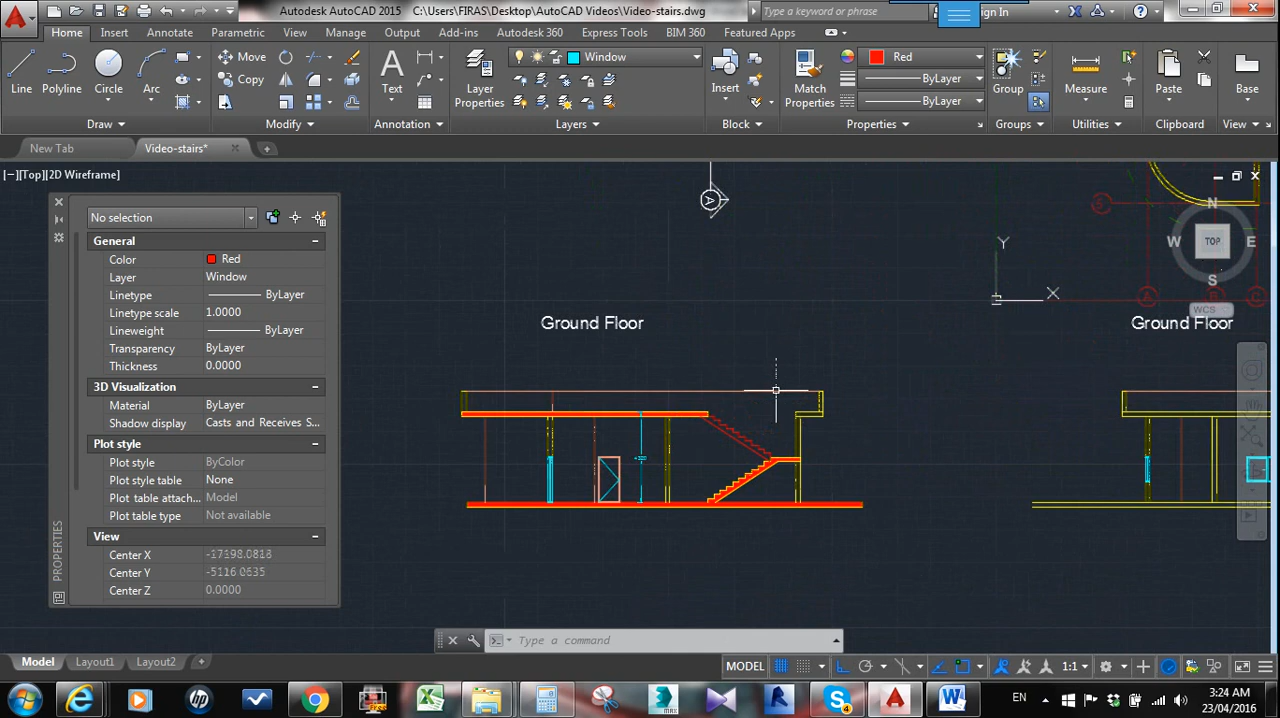 Autodesk AutoCAD 2015 C:\Users\FIRAS\Desktop\AutoCAD Videos\Video-stairs.dwg
Type a keyword or phrase
Sign In
Home Insert Annotate Parametric View Manage Output Add-ins Autodesk 360 Express Tools BIM 360 Featured Apps
Move
Copy
Window
Red
ByLayer
ByLayer
Line Polyline Circle Arc Text Layer Properties Insert Match Properties Group Measure Paste Base
Draw Modify Annotation Layers Block Properties Groups Utilities Clipboard View
New Tab Video-stairs*
[−][Top][2D Wireframe]
No selection
General
Color Red
Layer Window
Linetype ByLayer
Linetype scale 1.0000
Lineweight ByLayer
Transparency ByLayer
Thickness 0.0000
3D Visualization
Material ByLayer
Shadow display Casts and Receives S...
Plot style
Plot style ByColor
Plot style table None
Plot table attach... Model
Plot table type Not available
View
Center X -17198.0818
Center Y -5116.0635
Center Z 0.0000
PROPERTIES
A
N
W TOP E
S
WCS
Y
X
A B C
Ground Floor
Ground Floor
Type a command
Model Layout1 Layout2 +
MODEL
1:1
EN
3:24 AM
23/04/2016